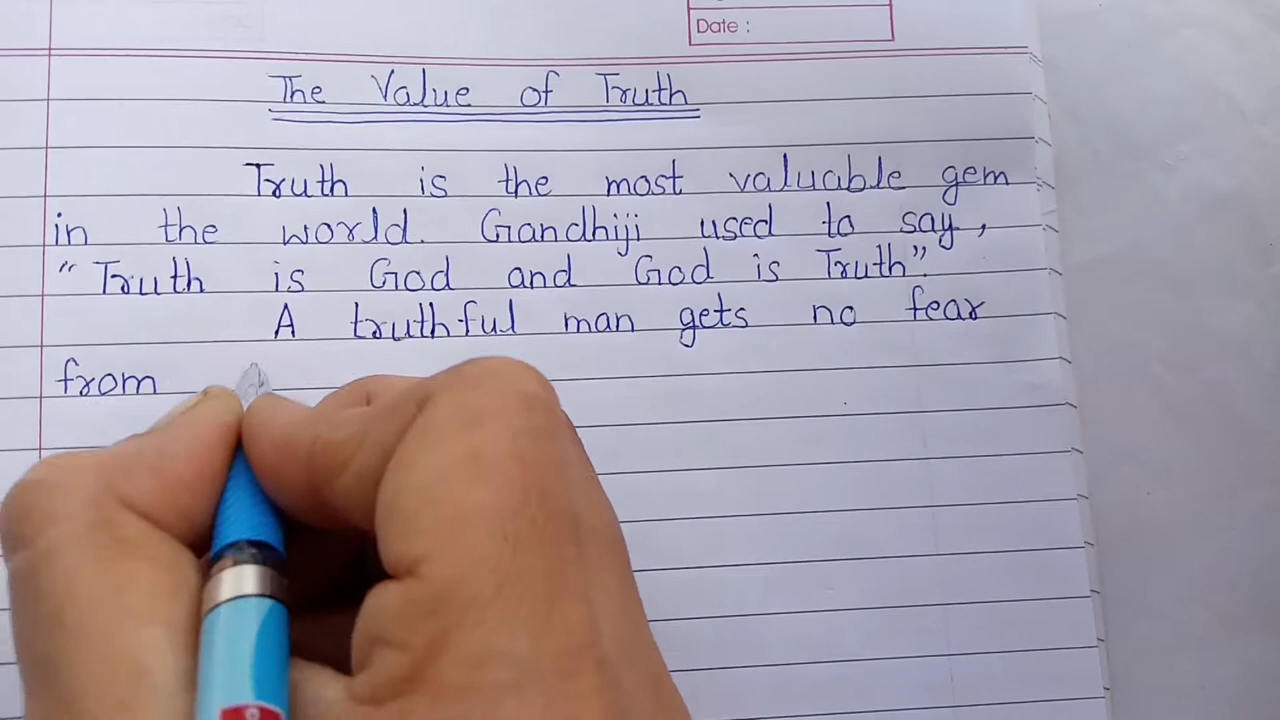 Date :
The Value of Truth
Truth is the most valuable gem
in the world. Gandhiji used to say,
“Truth is God and God is Truth”.
A truthful man gets no fear
from